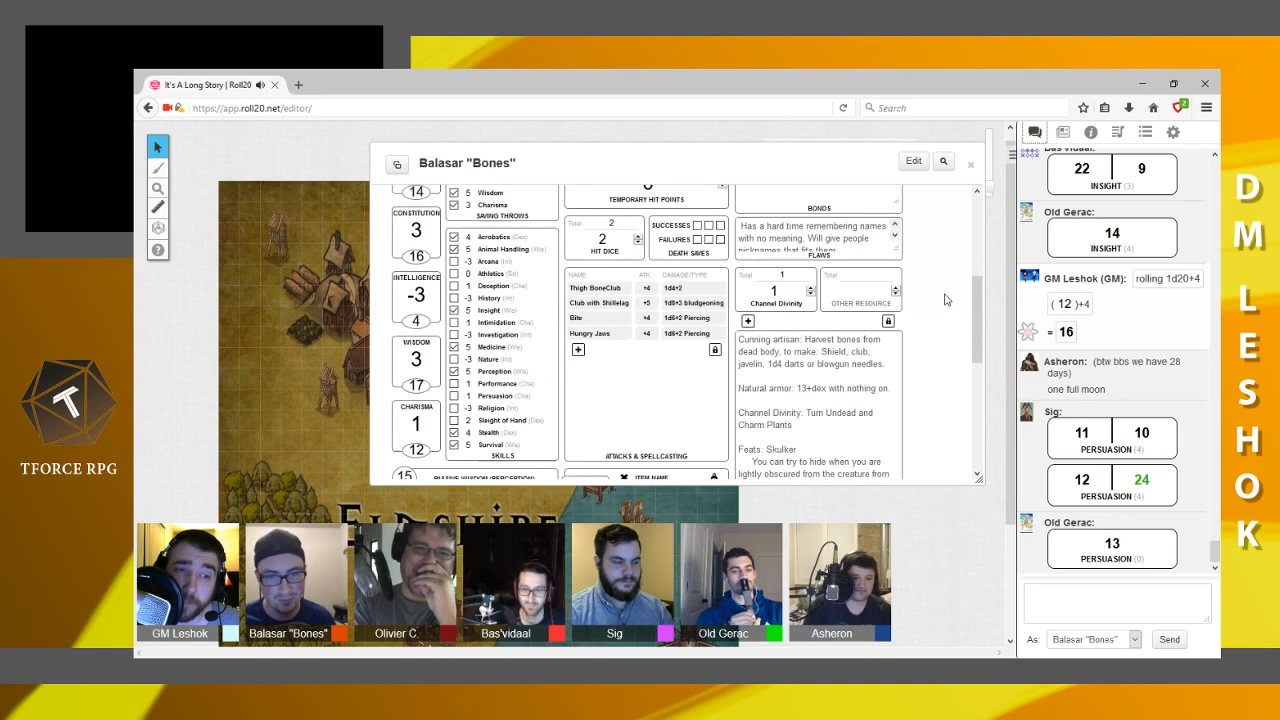 It's A Long Story | Roll20
https://app.roll20.net/editor/
Search
2
Balasar "Bones"
Edit
14
CONSTITUTION
3
16
INTELLIGENCE
-3
4
WISDOM
3
17
CHARISMA
1
12
5 Wisdom
3 Charisma
SAVING THROWS
4 Acrobatics (Dex)
5 Animal Handling (Wis)
-3 Arcana (Int)
0 Athletics (Str)
1 Deception (Cha)
-3 History (Int)
5 Insight (Wis)
1 Intimidation (Cha)
-3 Investigation (Int)
5 Medicine (Wis)
-3 Nature (Int)
5 Perception (Wis)
1 Performance (Cha)
1 Persuasion (Cha)
-3 Religion (Int)
2 Sleight of Hand (Dex)
4 Stealth (Dex)
5 Survival (Wis)
SKILLS
15 PASSIVE WISDOM (PERCEPTION)
TEMPORARY HIT POINTS
Total 2
2
HIT DICE
SUCCESSES
FAILURES
DEATH SAVES
NAME ATK DAMAGE/TYPE
Thigh BoneClub +4 1d4+2
Club with Shillelag +5 1d8+3 bludgeoning
Bite +4 1d6+2 Piercing
Hungry Jaws +4 1d6+2 Piercing
ATTACKS & SPELLCASTING
ITEM NAME
BONDS
Has a hard time remembering names
with no meaning. Will give people
nicknames that fits them
FLAWS
Total 1
1
Channel Divinity
Total
OTHER RESOURCE
Cunning artisan: Harvest bones from
dead body, to make: Shield, club,
javelin, 1d4 darts or blowgun needles.
Natural armor: 13+dex with nothing on.
Channel Divinity: Turn Undead and
Charm Plants
Feats: Skulker
You can try to hide when you are
lightly obscured from the creature from
Bas'vidaal:
22 9
INSIGHT (3)
Old Gerac:
14
INSIGHT (4)
GM Leshok (GM): rolling 1d20+4
( 12 )+4
= 16
Asheron: (btw bbs we have 28
days)
one full moon
Sig:
11 10
PERSUASION (4)
12 24
PERSUASION (4)
Old Gerac:
13
PERSUASION (0)
As: Balasar "Bones" Send
GM Leshok
Balasar "Bones"
Olivier C.
Bas'vidaal
Sig
Old Gerac
Asheron
T
TFORCE RPG
D
M
L
E
S
H
O
K